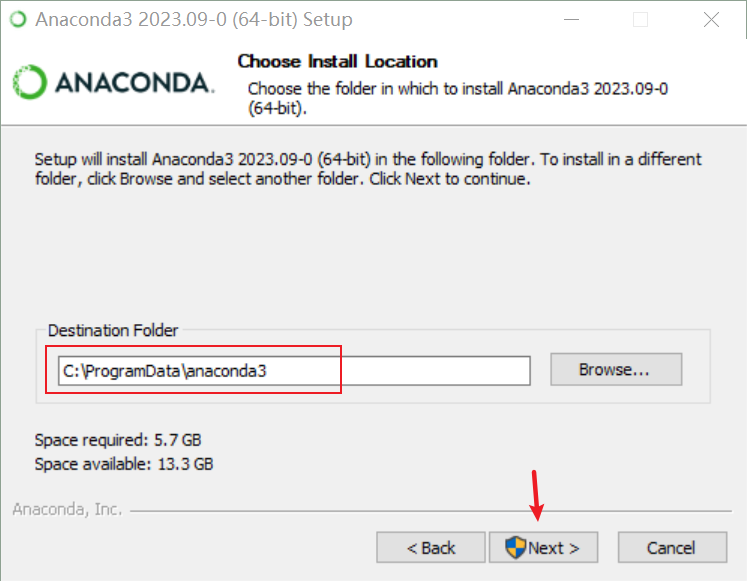 Anaconda3 2023.09-0 (64-bit) Setup
ANACONDA.
Choose Install Location
Choose the folder in which to install Anaconda3 2023.09-0
(64-bit).
Setup will install Anaconda3 2023.09-0 (64-bit) in the following folder. To install in a different
folder, click Browse and select another folder. Click Next to continue.
Destination Folder
C:\ProgramData\anaconda3
Browse...
Space required: 5.7 GB
Space available: 13.3 GB
Anaconda, Inc.
< Back
Next >
Cancel